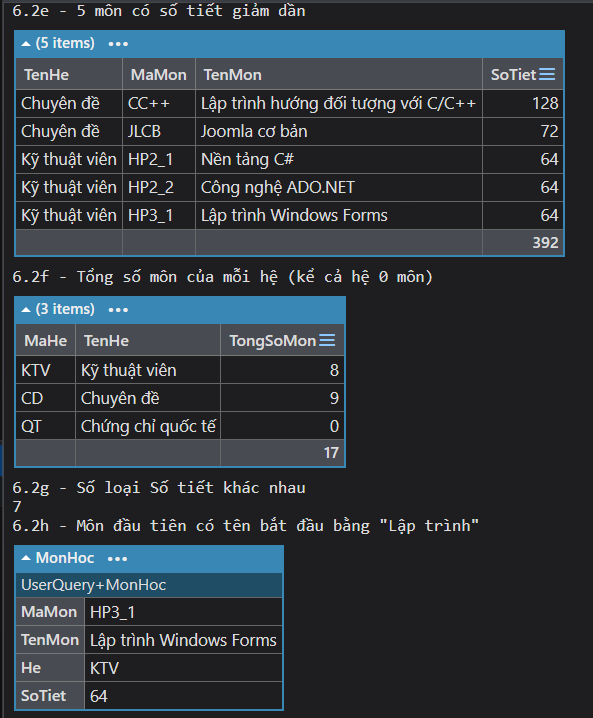 6.2e - 5 môn có số tiết giảm dần
(5 items) •••
TenHe MaMon TenMon SoTiet
Chuyên đề CC++ Lập trình hướng đối tượng với C/C++ 128
Chuyên đề JLCB Joomla cơ bản 72
Kỹ thuật viên HP2_1 Nền tảng C# 64
Kỹ thuật viên HP2_2 Công nghệ ADO.NET 64
Kỹ thuật viên HP3_1 Lập trình Windows Forms 64
392
6.2f - Tổng số môn của mỗi hệ (kể cả hệ 0 môn)
(3 items) •••
MaHe TenHe TongSoMon
KTV Kỹ thuật viên 8
CD Chuyên đề 9
QT Chứng chỉ quốc tế 0
17
6.2g - Số loại Số tiết khác nhau
7
6.2h - Môn đầu tiên có tên bắt đầu bằng "Lập trình"
MonHoc •••
UserQuery+MonHoc
MaMon HP3_1
TenMon Lập trình Windows Forms
He KTV
SoTiet 64